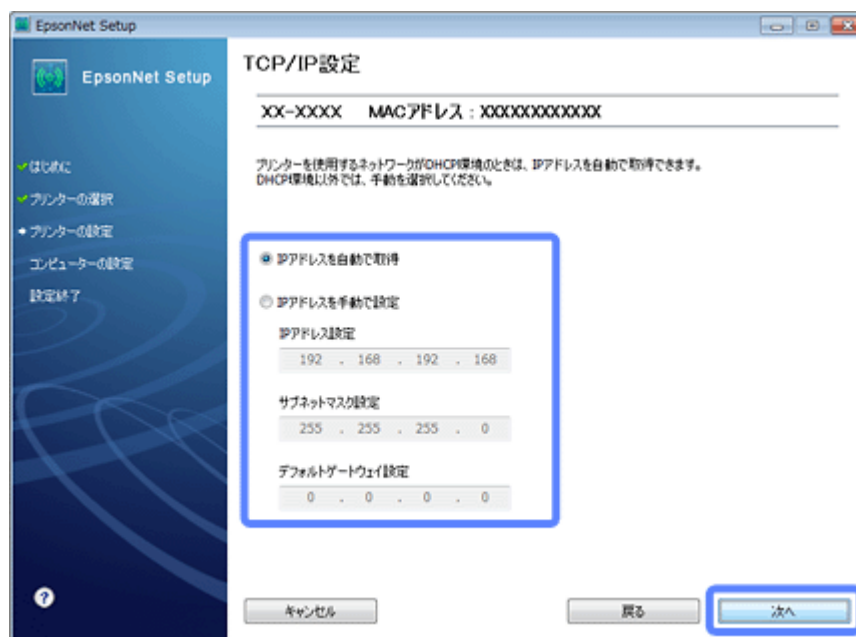 EpsonNet Setup
EpsonNet Setup
はじめに
プリンターの選択
プリンターの設定
コンピューターの設定
設定終了
TCP/IP設定
XX-XXXX MACアドレス : XXXXXXXXXXXX
プリンターを使用するネットワークがDHCP環境のときは、IPアドレスを自動で取得できます。
DHCP環境以外では、手動を選択してください。
IPアドレスを自動で取得
IPアドレスを手動で設定
IPアドレス設定
192 . 168 . 192 . 168
サブネットマスク設定
255 . 255 . 255 . 0
デフォルトゲートウェイ設定
0 . 0 . 0 . 0
?
キャンセル
戻る
次へ